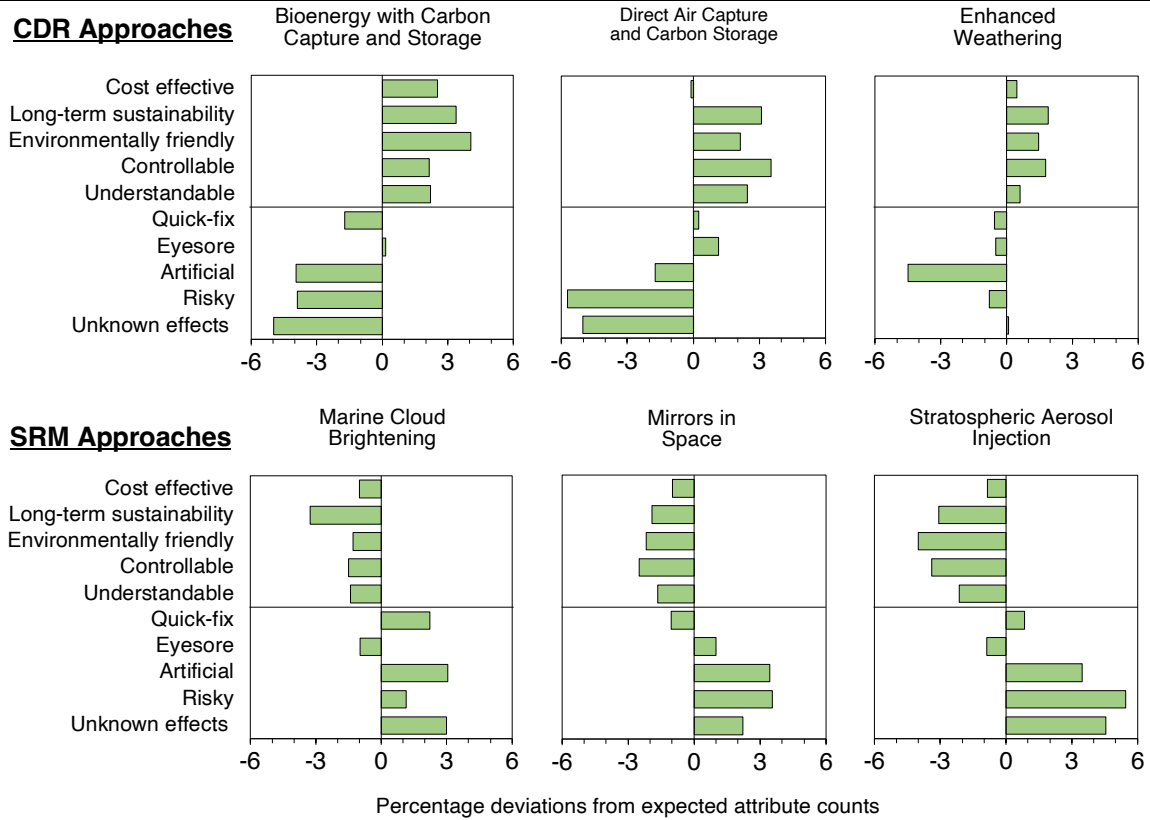 CDR Approaches
Bioenergy with Carbon
Capture and Storage
Direct Air Capture
and Carbon Storage
Enhanced
Weathering
Cost effective
Long-term sustainability
Environmentally friendly
Controllable
Understandable
Quick-fix
Eyesore
Artificial
Risky
Unknown effects
-6 -3 0 3 6
-6 -3 0 3 6
-6 -3 0 3 6
SRM Approaches
Marine Cloud
Brightening
Mirrors in
Space
Stratospheric Aerosol
Injection
Cost effective
Long-term sustainability
Environmentally friendly
Controllable
Understandable
Quick-fix
Eyesore
Artificial
Risky
Unknown effects
-6 -3 0 3 6
-6 -3 0 3 6
-6 -3 0 3 6
Percentage deviations from expected attribute counts